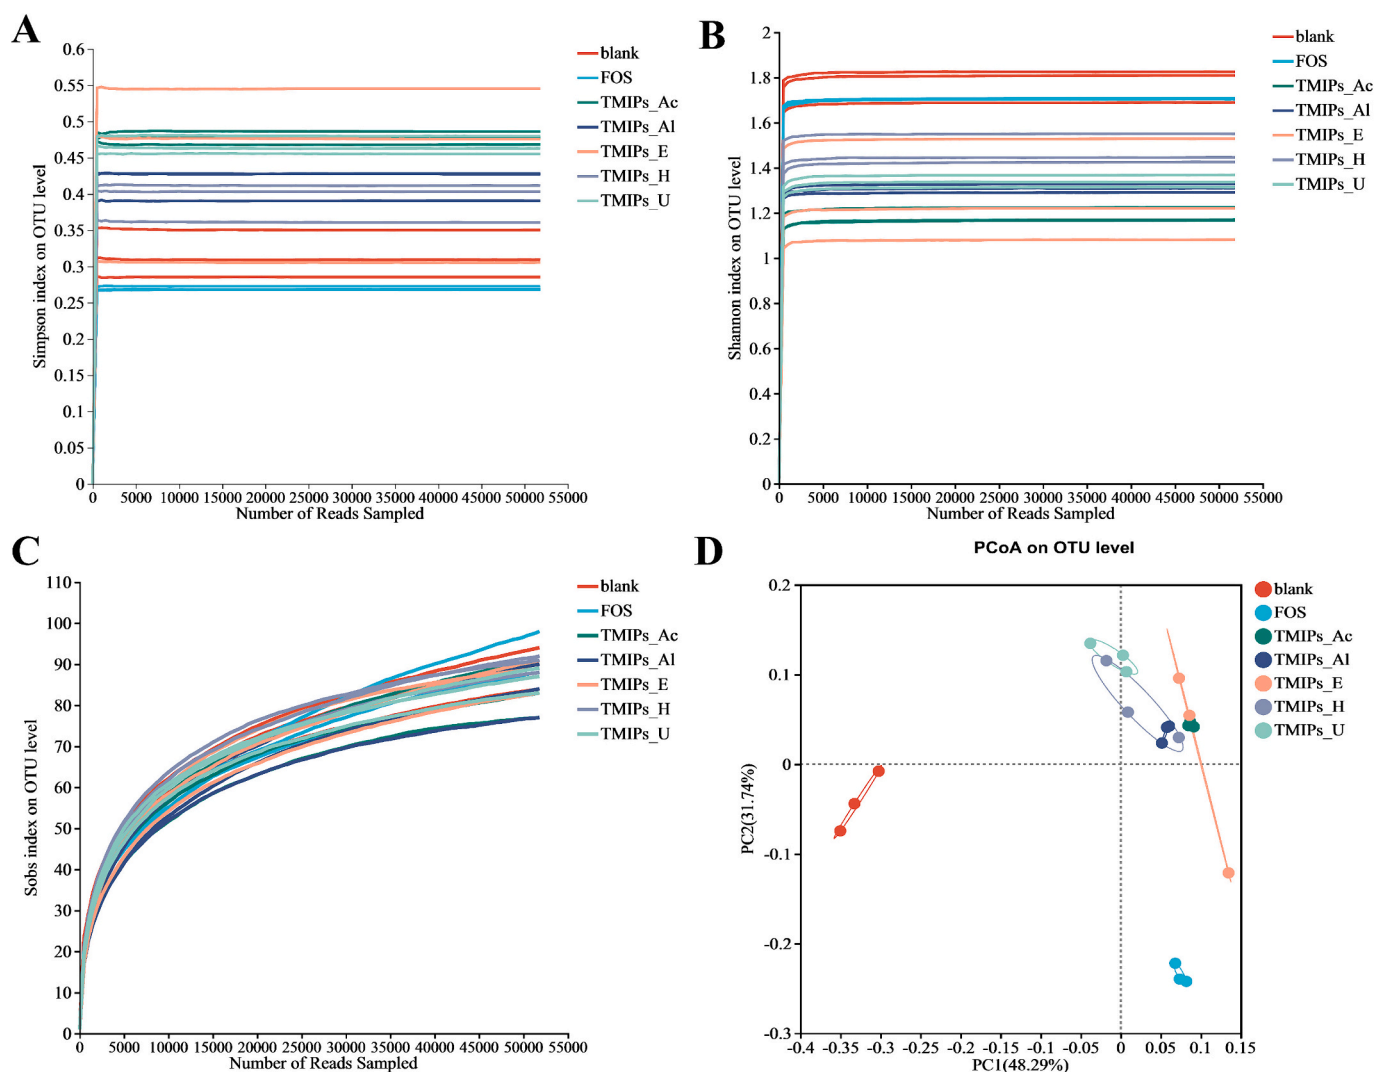 A
Simpson index on OTU level
0.6
0.55
0.5
0.45
0.4
0.35
0.3
0.25
0.2
0.15
0.1
0.05
0
0 5000 10000 15000 20000 25000 30000 35000 40000 45000 50000 55000
Number of Reads Sampled
blank
FOS
TMIPs_Ac
TMIPs_Al
TMIPs_E
TMIPs_H
TMIPs_U
B
Shannon index on OTU level
2
1.8
1.6
1.4
1.2
1
0.8
0.6
0.4
0.2
0
0 5000 10000 15000 20000 25000 30000 35000 40000 45000 50000 55000
Number of Reads Sampled
blank
FOS
TMIPs_Ac
TMIPs_Al
TMIPs_E
TMIPs_H
TMIPs_U
C
Sobs index on OTU level
110
100
90
80
70
60
50
40
30
20
10
0
0 5000 10000 15000 20000 25000 30000 35000 40000 45000 50000 55000
Number of Reads Sampled
blank
FOS
TMIPs_Ac
TMIPs_Al
TMIPs_E
TMIPs_H
TMIPs_U
D
PCoA on OTU level
PC2(31.74%)
0.2
0.1
0
-0.1
-0.2
-0.3
-0.4 -0.35 -0.3 -0.25 -0.2 -0.15 -0.1 -0.05 0 0.05 0.1 0.15
PC1(48.29%)
blank
FOS
TMIPs_Ac
TMIPs_Al
TMIPs_E
TMIPs_H
TMIPs_U